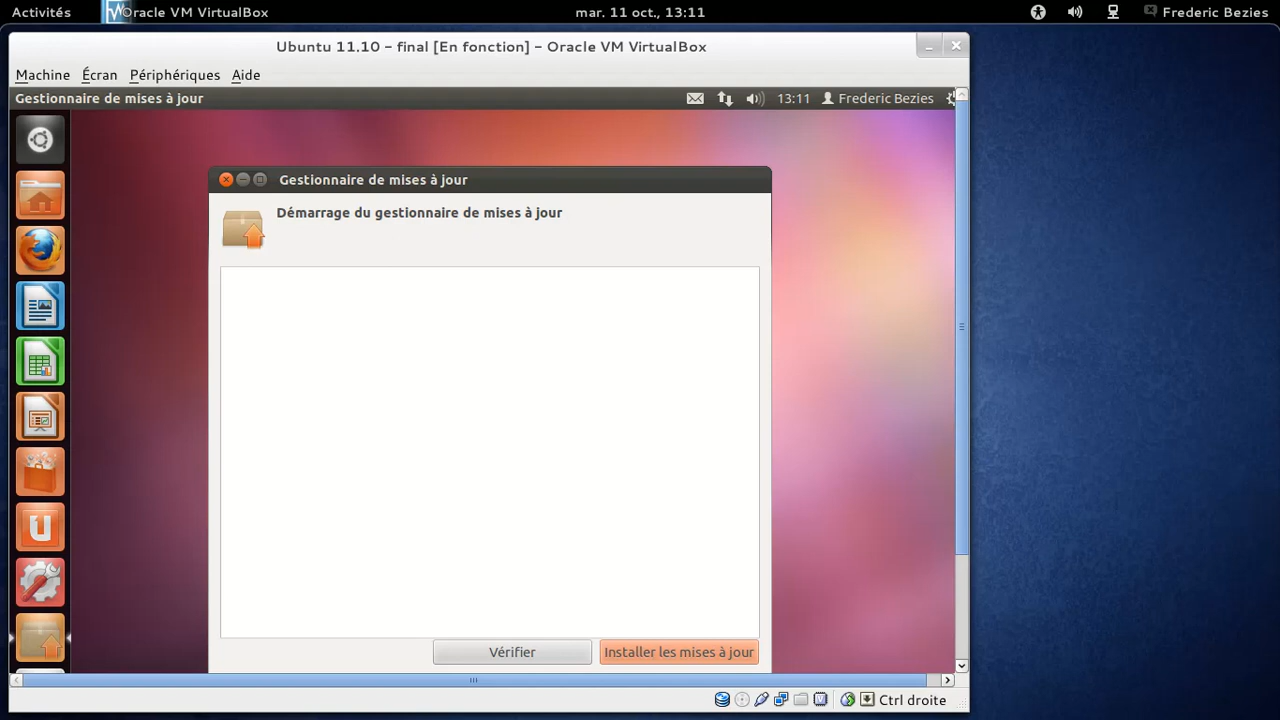 Activités Oracle VM VirtualBox mar. 11 oct., 13:11 Frederic Bezies
Ubuntu 11.10 - final [En fonction] - Oracle VM VirtualBox
Machine Écran Périphériques Aide
Gestionnaire de mises à jour 13:11 Frederic Bezies
Gestionnaire de mises à jour
Démarrage du gestionnaire de mises à jour
Vérifier Installer les mises à jour
Ctrl droite